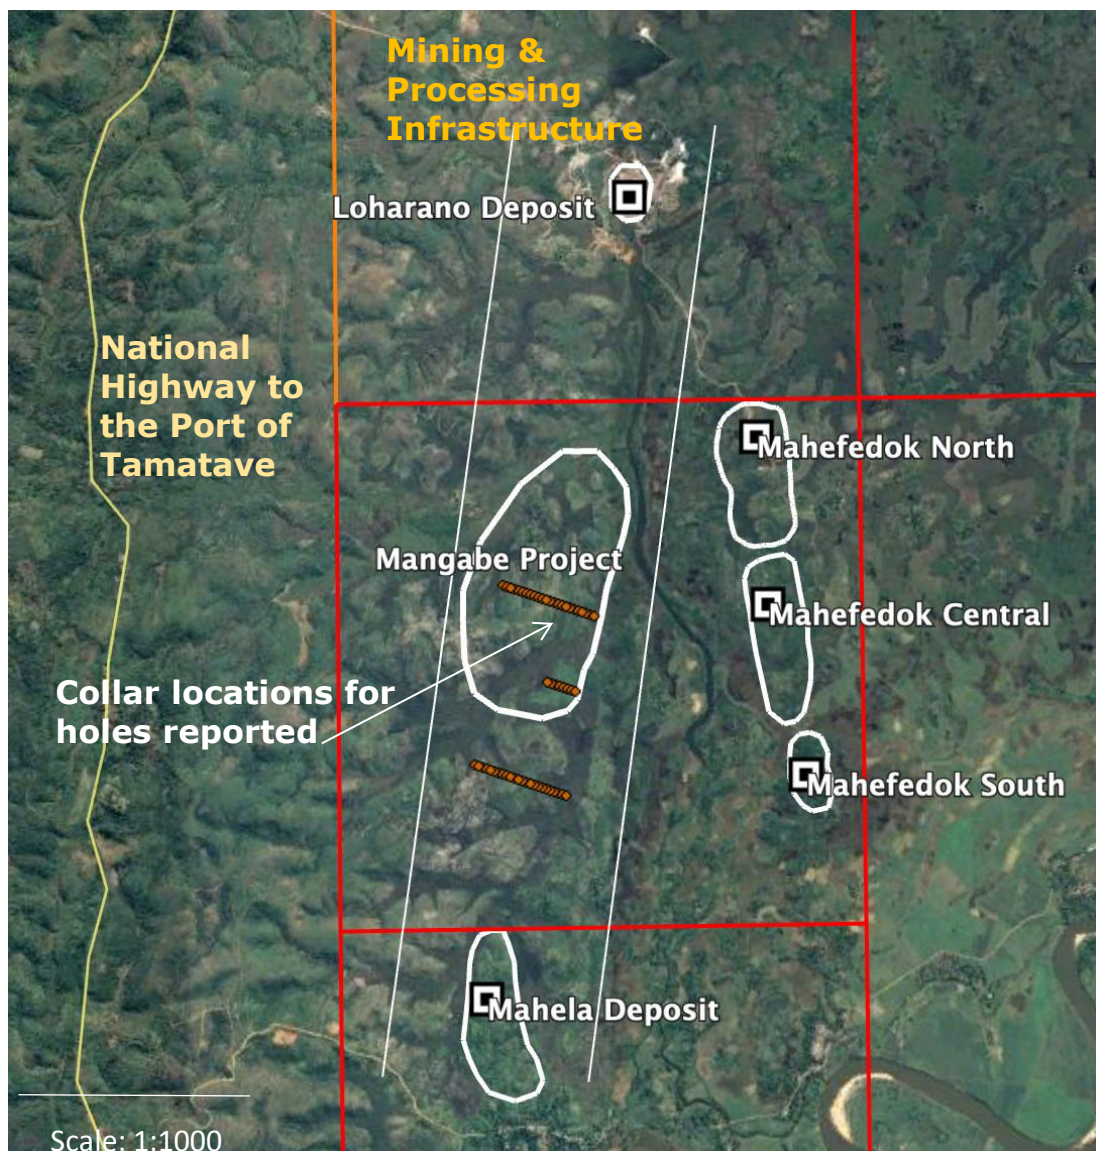 Mining &
Processing
Infrastructure
Loharano Deposit
National
Highway to
the Port of
Tamatave
Mahefedok North
Mangabe Project
Mahefedok Central
Collar locations for
holes reported
Mahefedok South
Mahela Deposit
Scale: 1:1000